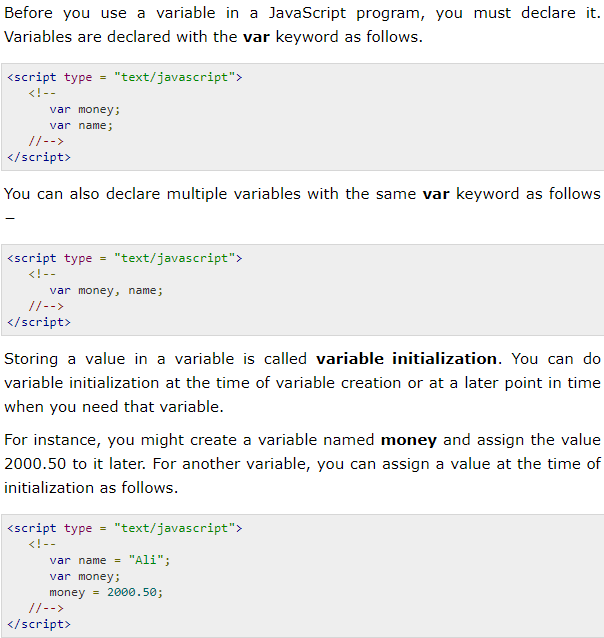 Before you use a variable in a JavaScript program, you must declare it.
Variables are declared with the var keyword as follows.
<script type = "text/javascript">
   <!--
      var money;
      var name;
   //-->
</script>
You can also declare multiple variables with the same var keyword as follows
–
<script type = "text/javascript">
   <!--
      var money, name;
   //-->
</script>
Storing a value in a variable is called variable initialization. You can do
variable initialization at the time of variable creation or at a later point in time
when you need that variable.
For instance, you might create a variable named money and assign the value
2000.50 to it later. For another variable, you can assign a value at the time of
initialization as follows.
<script type = "text/javascript">
   <!--
      var name = "Ali";
      var money;
      money = 2000.50;
   //-->
</script>